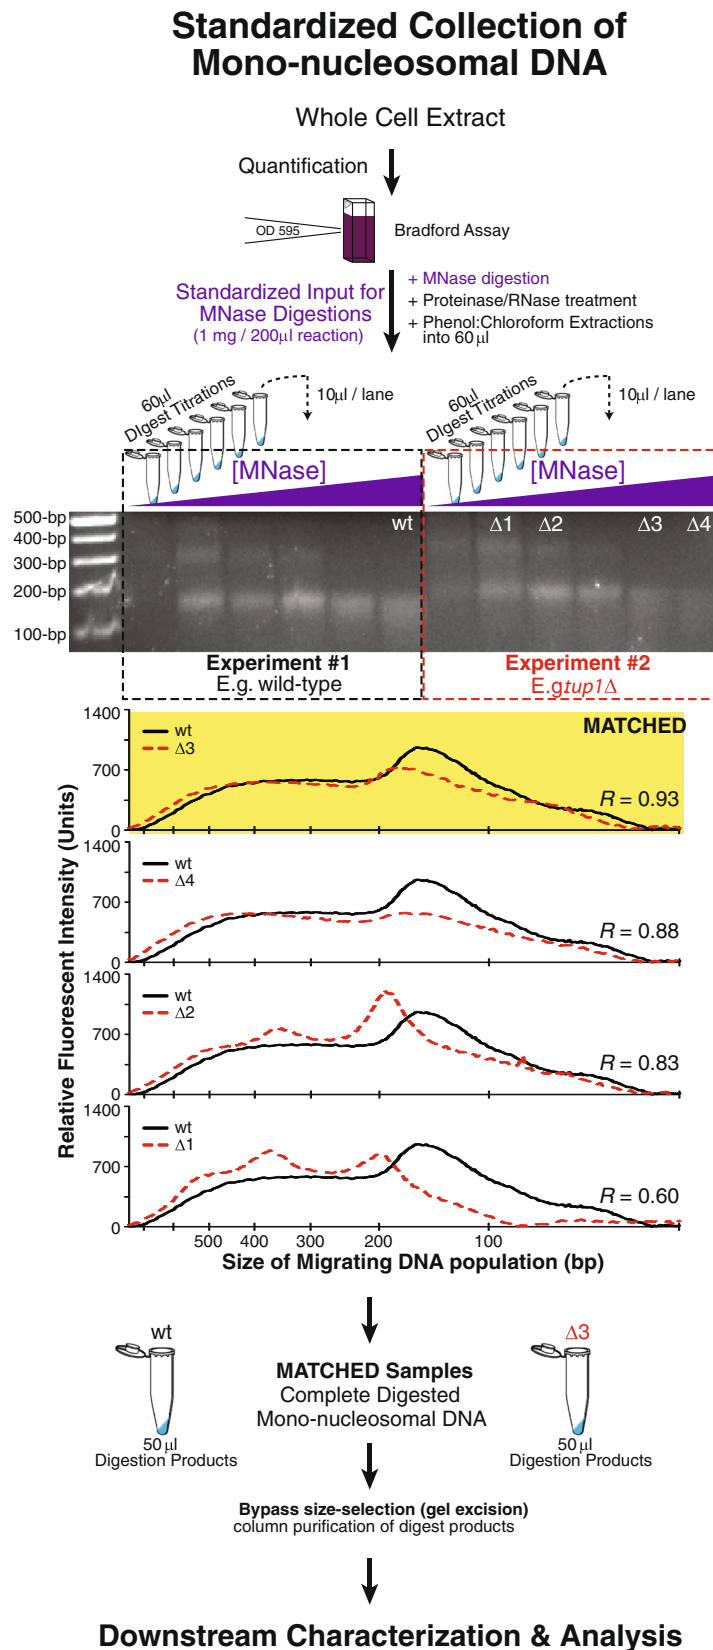 Standardized Collection of
Mono-nucleosomal DNA
Whole Cell Extract
Quantification
OD 595
Bradford Assay
Standardized Input for
MNase Digestions
(1 mg / 200µl reaction)
+ MNase digestion
+ Proteinase/RNase treatment
+ Phenol:Chloroform Extractions
into 60 µl
60µl
DIgest Titrations
10µl / lane
60µl
DIgest Titrations
10µl / lane
[MNase]
[MNase]
500-bp
400-bp
300-bp
200-bp
100-bp
wt
Δ1
Δ2
Δ3
Δ4
Experiment #1
E.g. wild-type
Experiment #2
E.gtup1Δ
Relative Fluorescent Intensity (Units)
1400
700
0
wt
Δ3
MATCHED
R = 0.93
1400
700
0
wt
Δ4
R = 0.88
1400
700
0
wt
Δ2
R = 0.83
1400
700
0
wt
Δ1
R = 0.60
500 400 300 200 100
Size of Migrating DNA population (bp)
wt
50 µl
Digestion Products
MATCHED Samples
Complete Digested
Mono-nucleosomal DNA
Δ3
50 µl
Digestion Products
Bypass size-selection (gel excision)
column purification of digest products
Downstream Characterization & Analysis